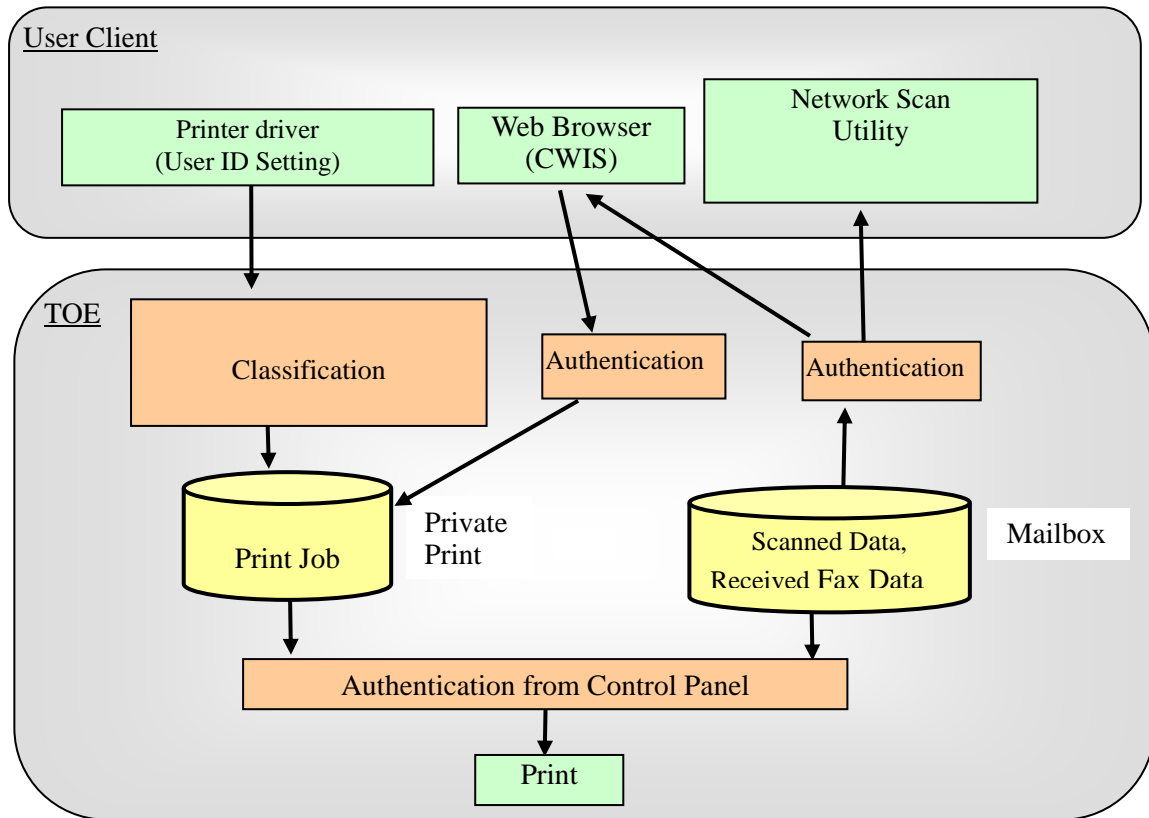 User Client
Printer driver
(User ID Setting)
Web Browser
(CWIS)
Network Scan
Utility
TOE
Classification
Authentication
Authentication
Print Job
Private
Print
Scanned Data,
Received Fax Data
Mailbox
Authentication from Control Panel
Print